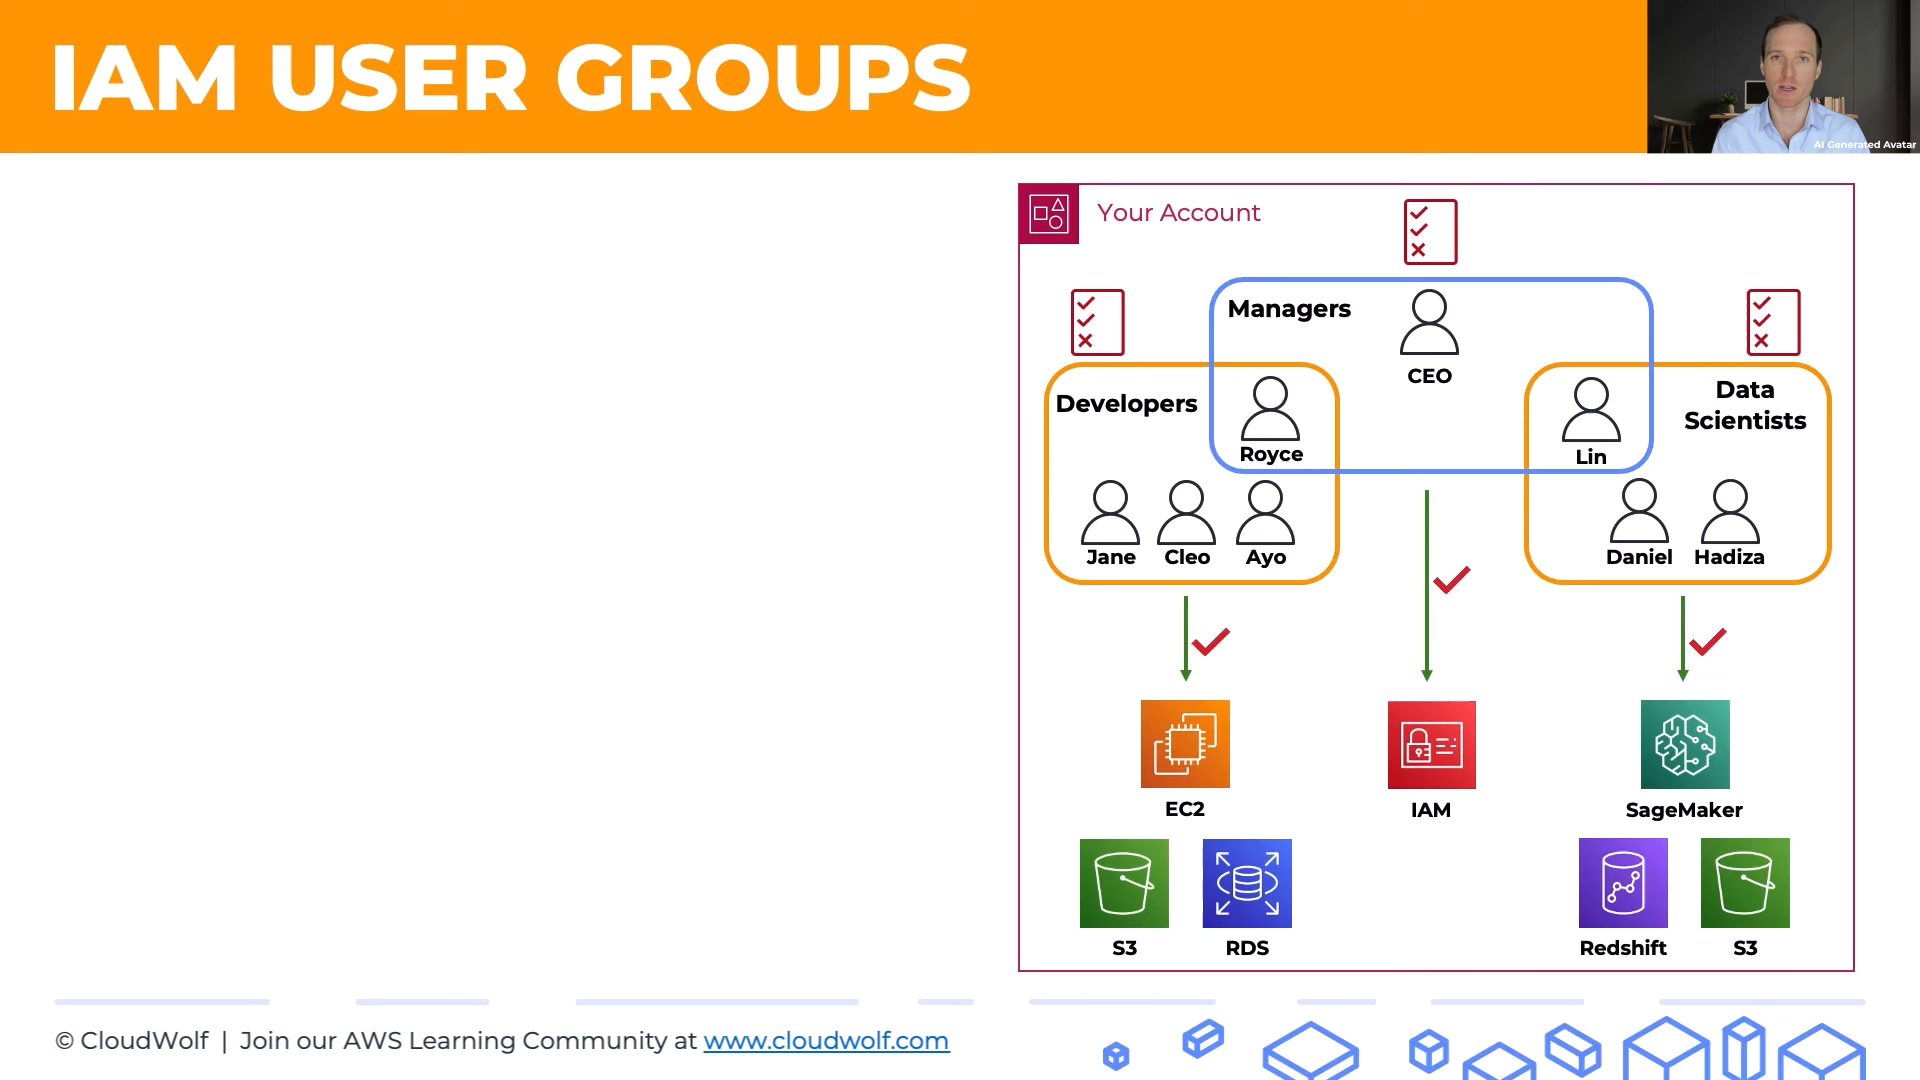 IAM USER GROUPS
AI Generated Avatar
Your Account
Managers
CEO
Developers
Royce
Lin
Data
Scientists
Jane Cleo Ayo
Daniel Hadiza
EC2
IAM
SageMaker
S3
RDS
Redshift
S3
© CloudWolf | Join our AWS Learning Community at www.cloudwolf.com